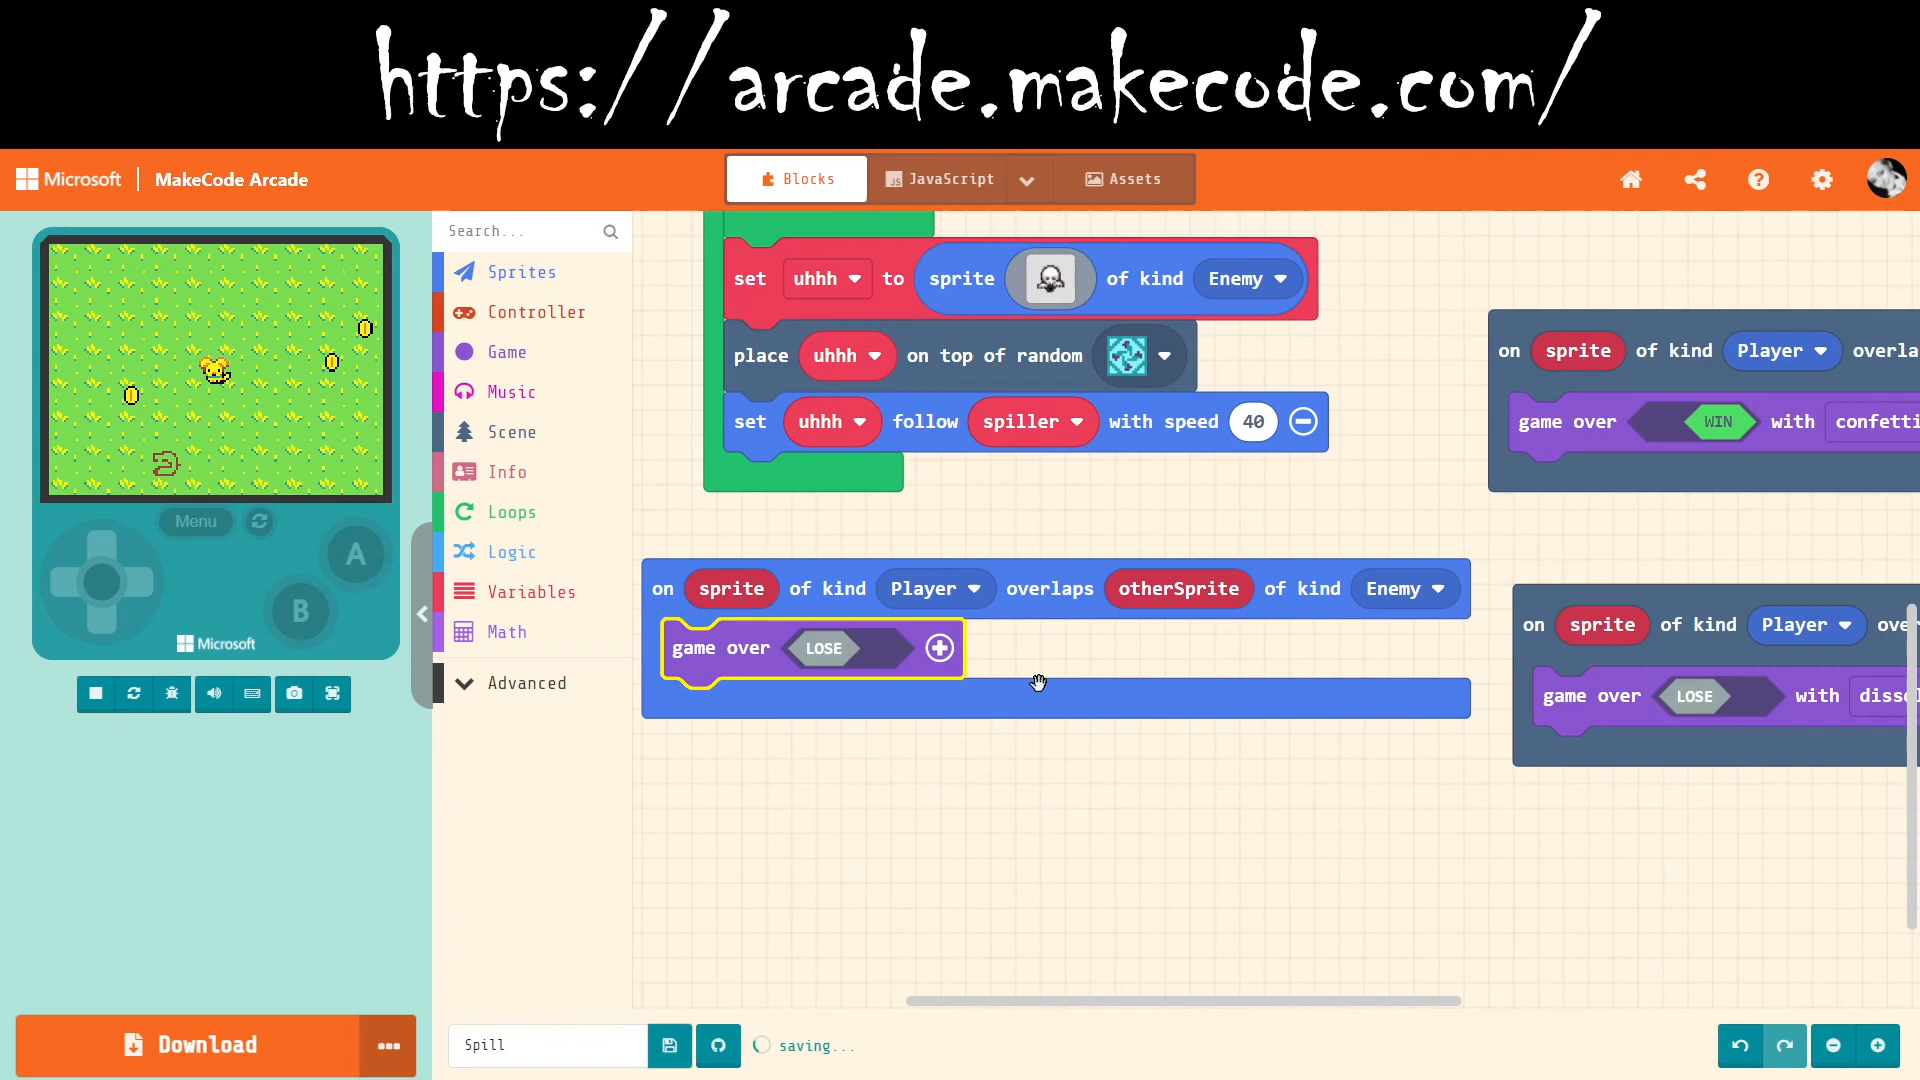 https://arcade.makecode.com/
Microsoft | MakeCode Arcade
Blocks
JavaScript
Assets
Search...
Sprites
Controller
Game
Music
Scene
Info
Loops
Logic
Variables
Math
Advanced
Menu
A
B
Microsoft
set uhhh to sprite of kind Enemy
place uhhh on top of random
set uhhh follow spiller with speed 40
on sprite of kind Player overlaps otherSprite of kind Enemy
game over LOSE
on sprite of kind Player overla
game over WIN with confetti
on sprite of kind Player ove
game over LOSE with disso
Download
Spill
saving...